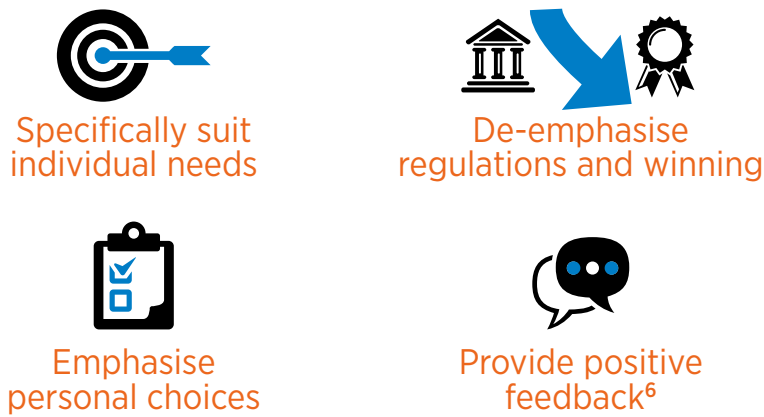 Specifically suit
individual needs
De-emphasise
regulations and winning
Emphasise
personal choices
Provide positive
feedback⁶